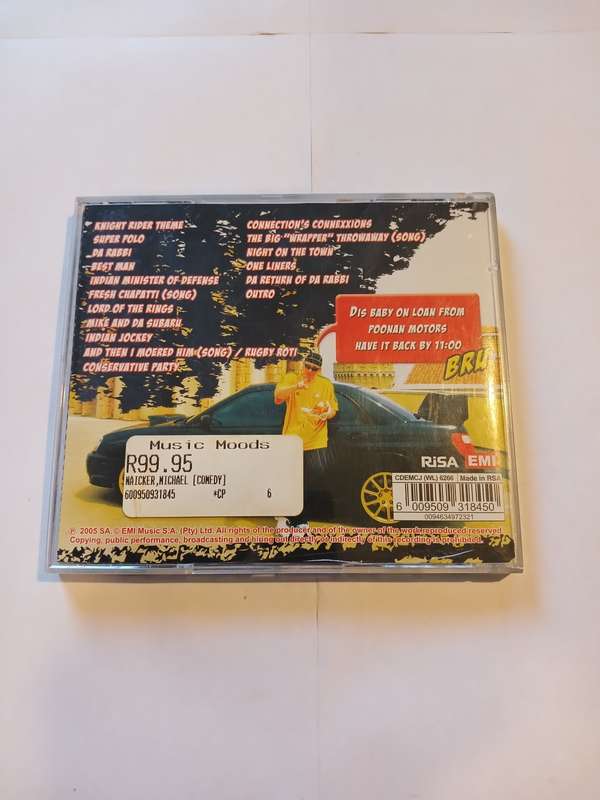 KNIGHT RIDER THEME
SUPER POLO
DA RABBI
BEST MAN
INDIAN MINISTER OF DEFENSE
FRESH CHAPATTI (SONG)
LORD OF THE RINGS
MIKE AND DA SUBARU
INDIAN JOCKEY
AND THEN I MOERED HIM (SONG) / RUGBY ROTI
CONSERVATIVE PARTY
CONNECTION'S CONNEXXIONS
THE BIG "WRAPPER" THROWAWAY (SONG)
NIGHT ON THE TOWN
ONE LINERS
DA RETURN OF DA RABBI
OUTRO
DIS BABY ON LOAN FROM
POONAN MOTORS
HAVE IT BACK BY 11:00
BRU
Music Moods
R99.95
NAICKER,MICHAEL [COMEDY]
600950931845 *CP 6
RiSA EMI
CDEMCJ (WL) 6266 Made in RSA
6 009509 318450
0094634972321
℗ 2005 SA. © EMI Music S.A. (Pty) Ltd. All rights of the producer and of the owner of the work reproduced reserved.
Copying, public performance, broadcasting and hiring out directly or indirectly of this recording is prohibited.